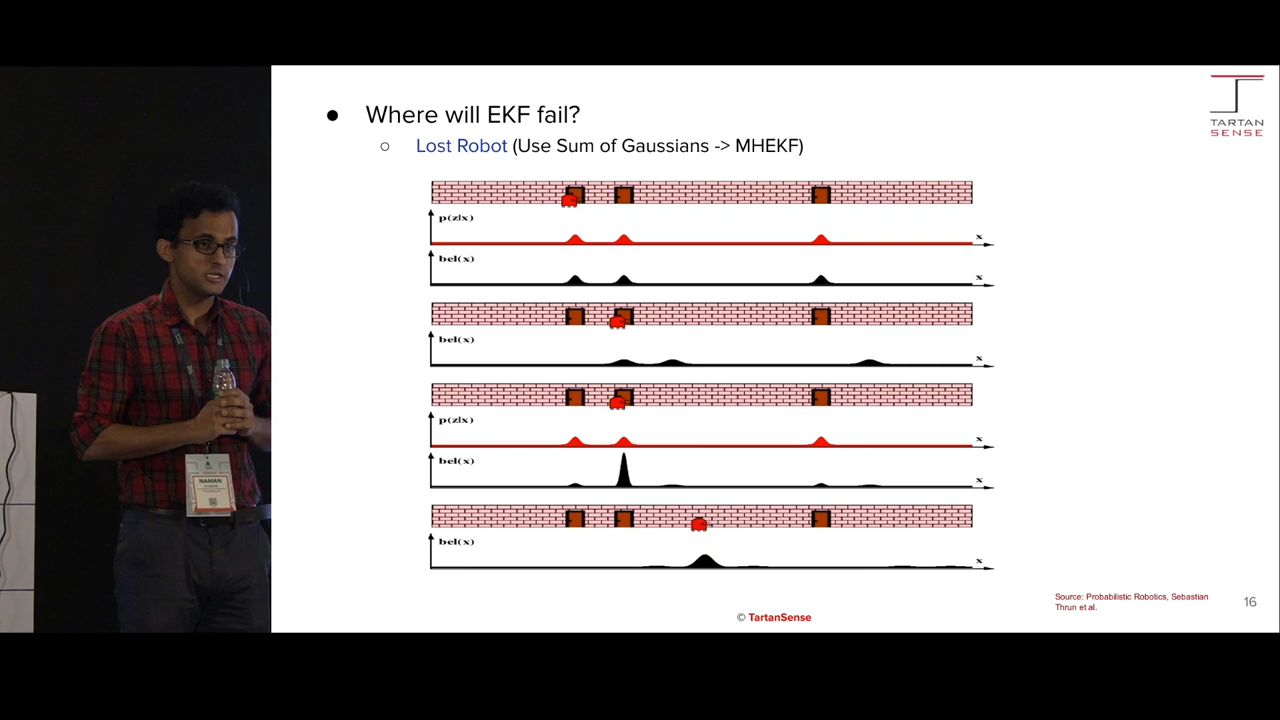 ● Where will EKF fail?
○ Lost Robot (Use Sum of Gaussians -> MHEKF)
TARTAN
SENSE
p(z|x)
x
bel(x)
x
bel(x)
x
p(z|x)
x
bel(x)
x
bel(x)
x
NAMAN
Source: Probabilistic Robotics, Sebastian
Thrun et al.
16
© TartanSense